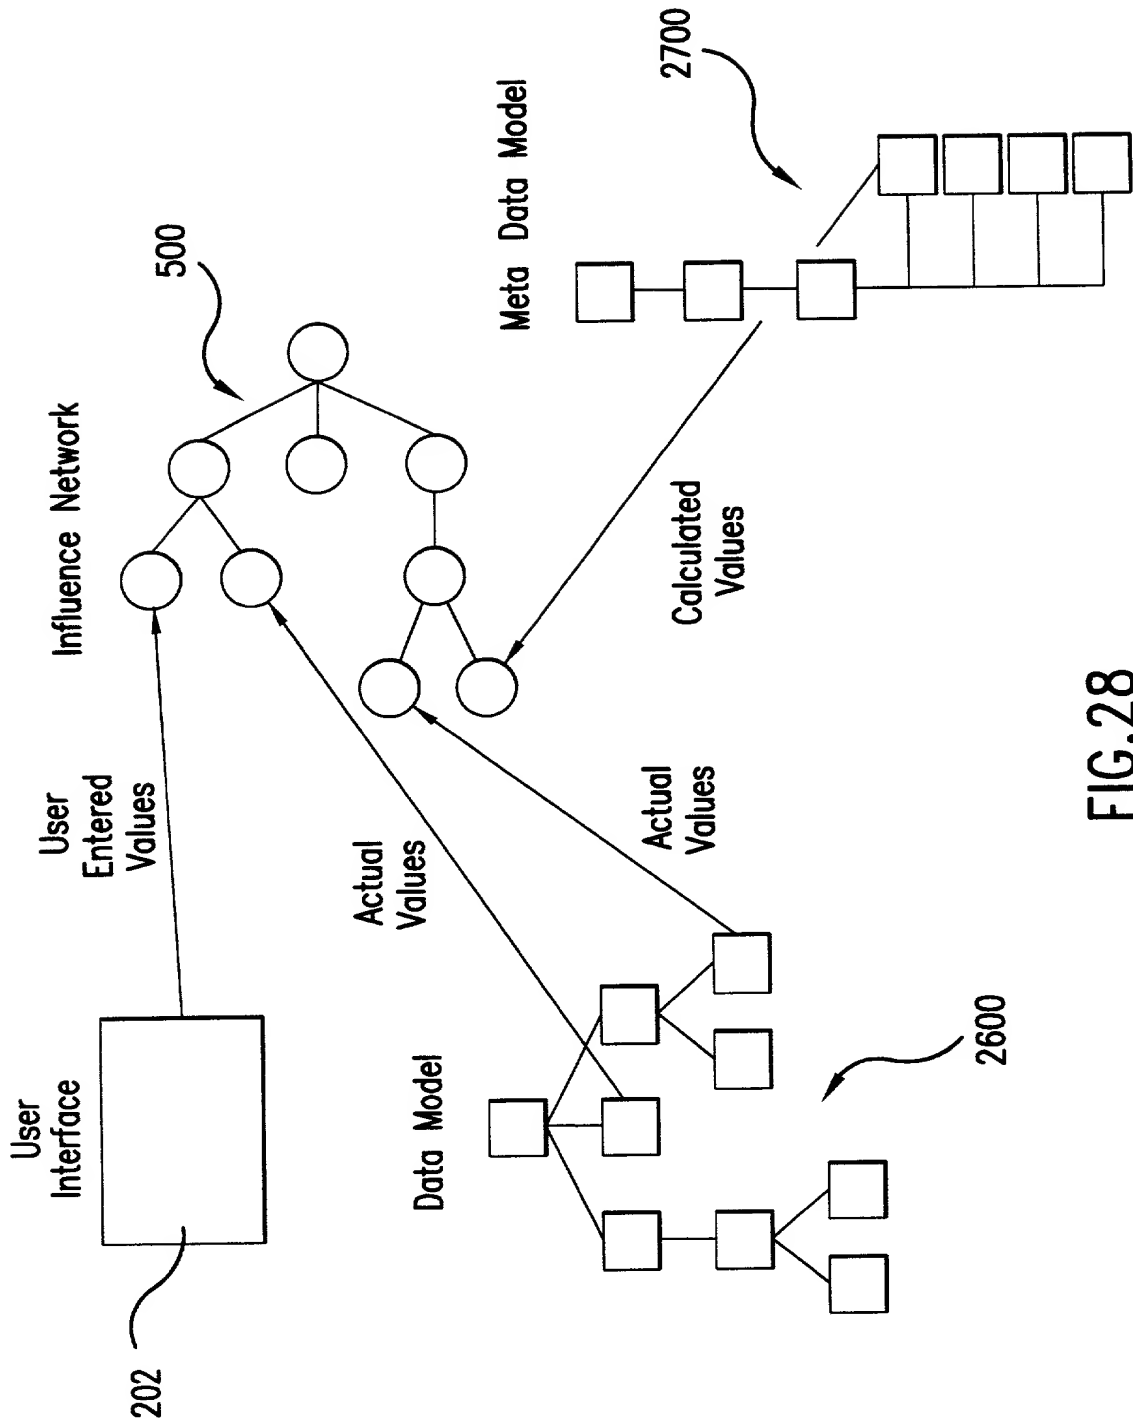 User
Interface
202
User
Entered
Values
Influence Network
500
Data Model
2600
Actual
Values
Actual
Values
Calculated
Values
Meta Data Model
2700
FIG.28